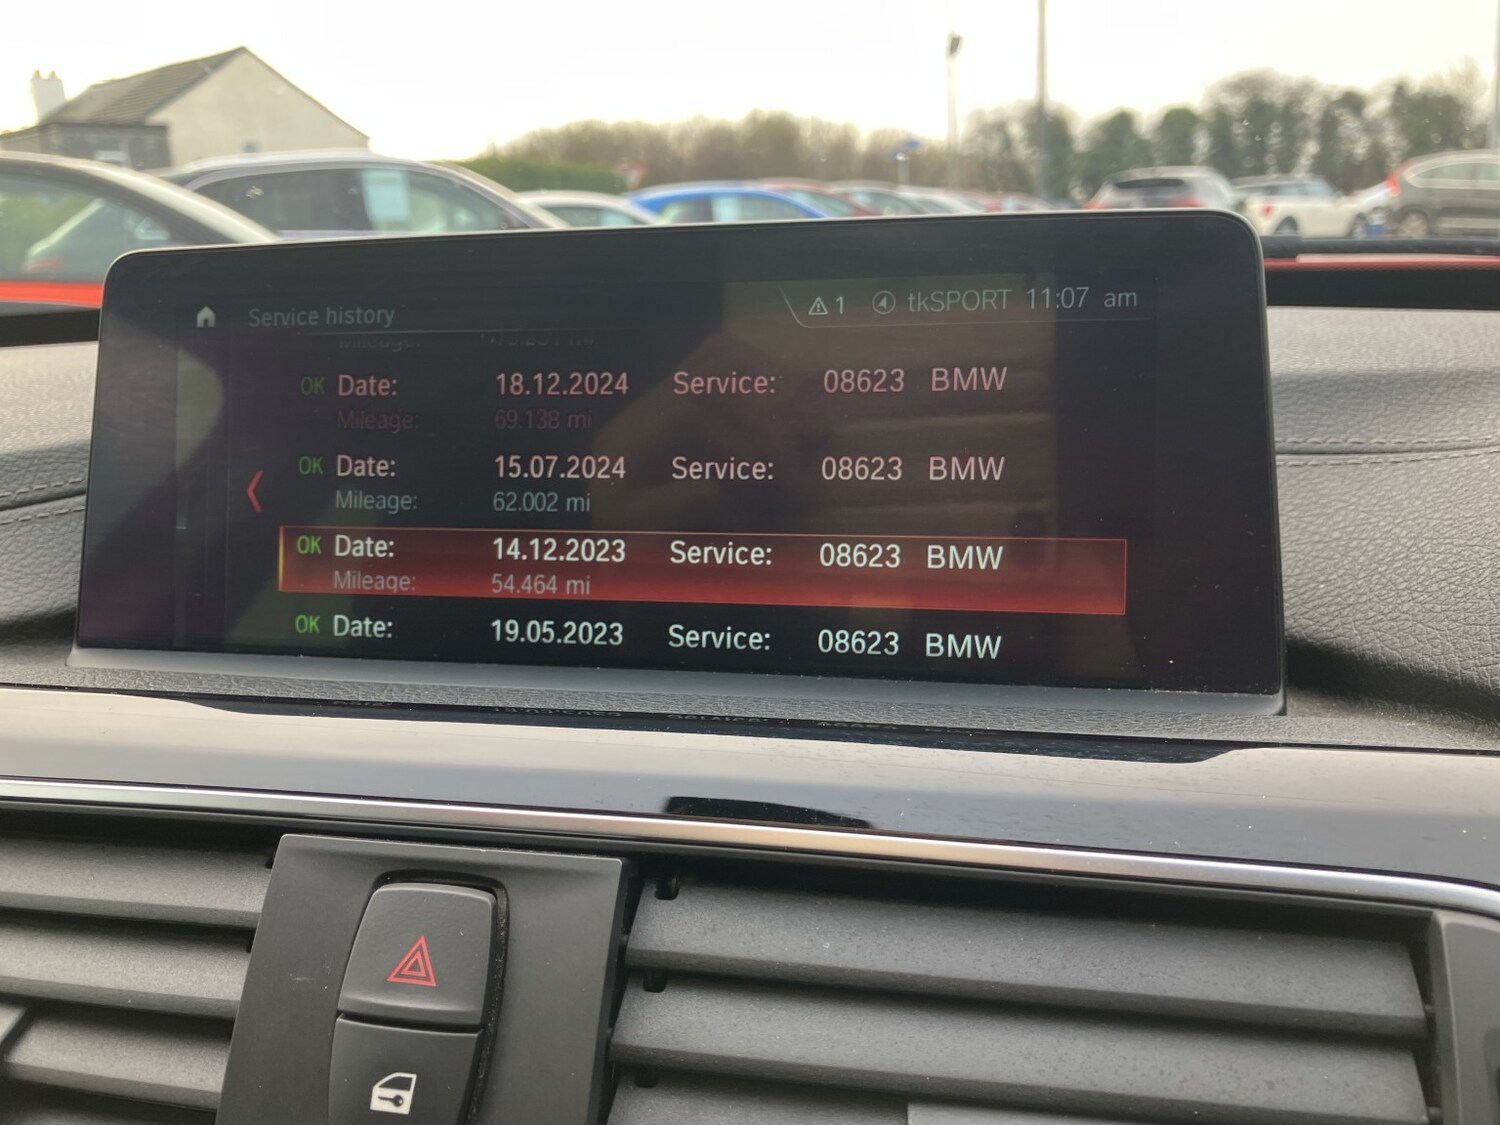 Service history
1 tkSPORT 11:07 am
Mileage:
OK Date: 18.12.2024 Service: 08623 BMW
Mileage: 69.138 mi
OK Date: 15.07.2024 Service: 08623 BMW
Mileage: 62.002 mi
OK Date: 14.12.2023 Service: 08623 BMW
Mileage: 54.464 mi
OK Date: 19.05.2023 Service: 08623 BMW